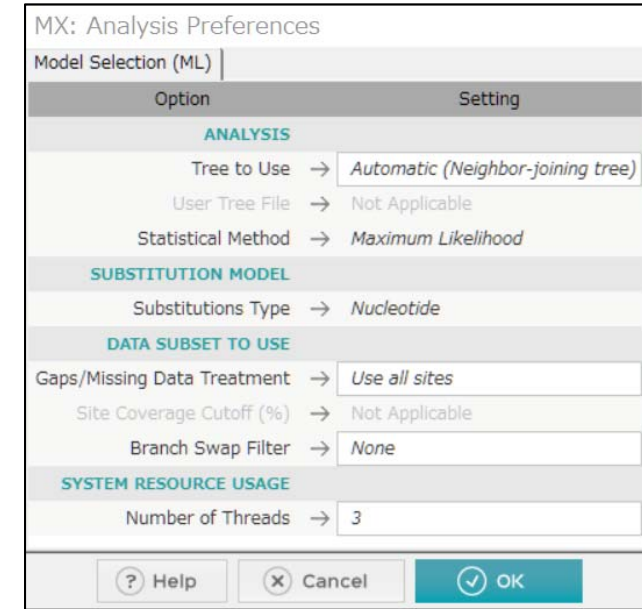 MX: Analysis Preferences
Model Selection (ML)
Option Setting
ANALYSIS
Tree to Use → Automatic (Neighbor-joining tree)
User Tree File → Not Applicable
Statistical Method → Maximum Likelihood
SUBSTITUTION MODEL
Substitutions Type → Nucleotide
DATA SUBSET TO USE
Gaps/Missing Data Treatment → Use all sites
Site Coverage Cutoff (%) → Not Applicable
Branch Swap Filter → None
SYSTEM RESOURCE USAGE
Number of Threads → 3
? Help Cancel OK